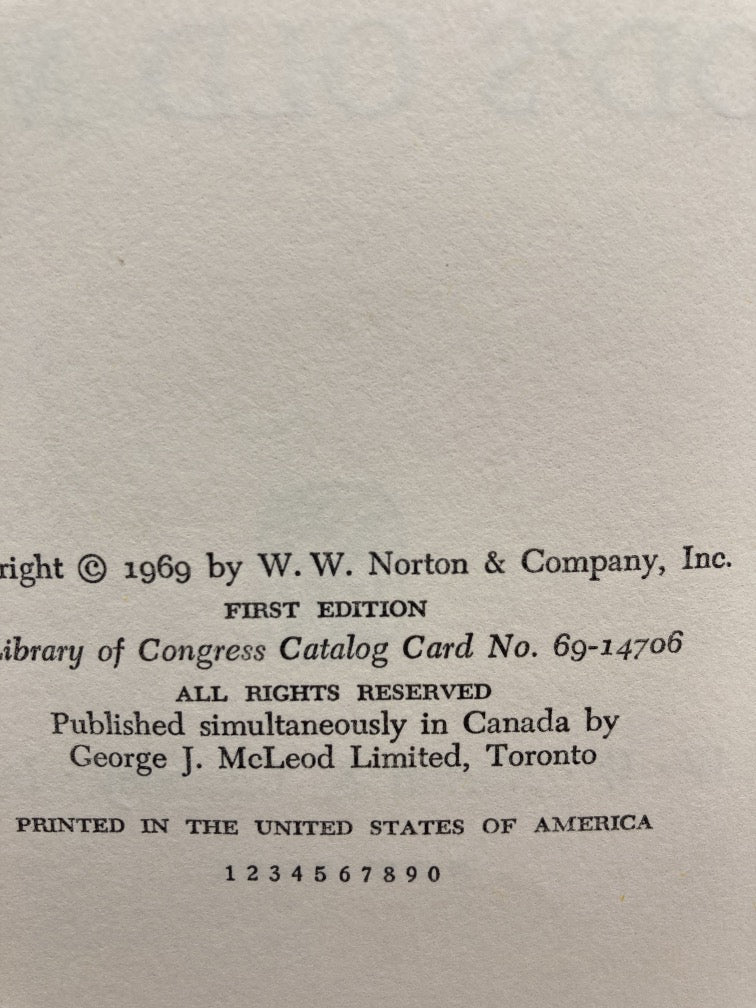 right © 1969 by W. W. Norton & Company, Inc.
FIRST EDITION
Library of Congress Catalog Card No. 69-14706
ALL RIGHTS RESERVED
Published simultaneously in Canada by
George J. McLeod Limited, Toronto
PRINTED IN THE UNITED STATES OF AMERICA
1 2 3 4 5 6 7 8 9 0